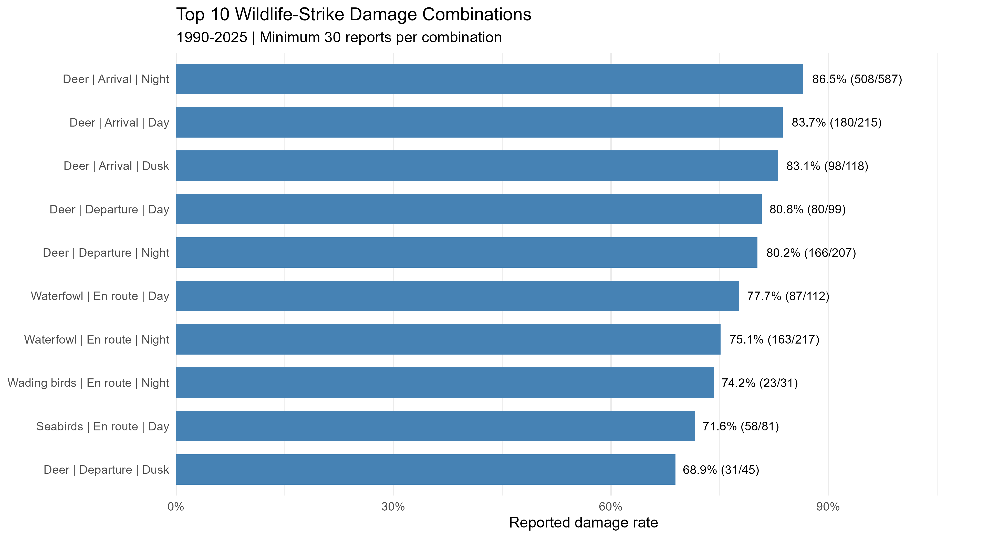 Top 10 Wildlife-Strike Damage Combinations
1990-2025 | Minimum 30 reports per combination
Deer | Arrival | Night 86.5% (508/587)
Deer | Arrival | Day 83.7% (180/215)
Deer | Arrival | Dusk 83.1% (98/118)
Deer | Departure | Day 80.8% (80/99)
Deer | Departure | Night 80.2% (166/207)
Waterfowl | En route | Day 77.7% (87/112)
Waterfowl | En route | Night 75.1% (163/217)
Wading birds | En route | Night 74.2% (23/31)
Seabirds | En route | Day 71.6% (58/81)
Deer | Departure | Dusk 68.9% (31/45)
0% 30% 60% 90%
Reported damage rate